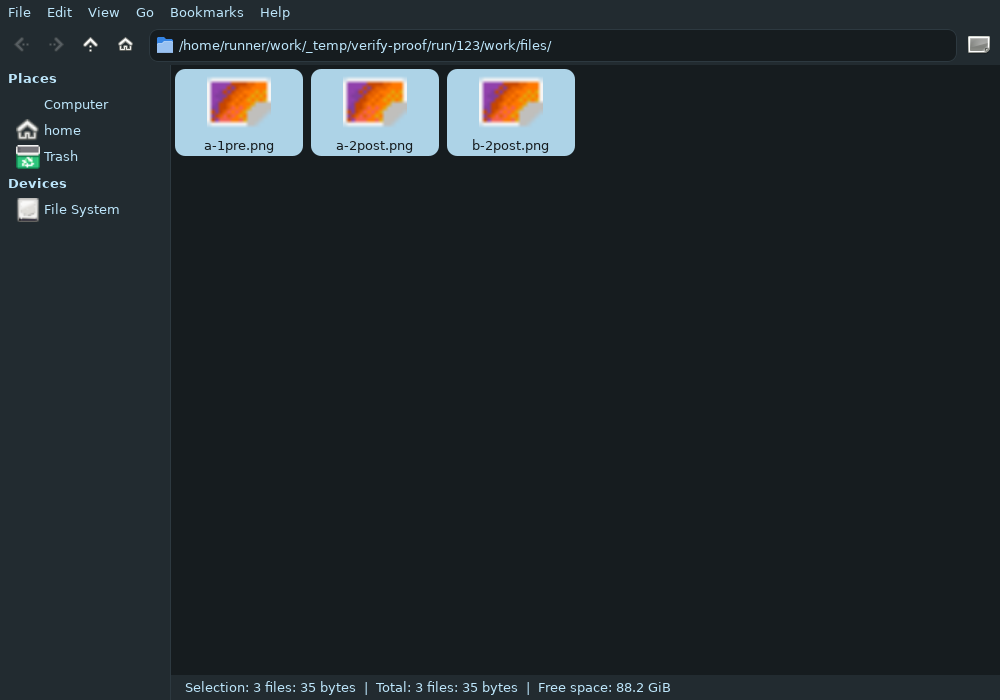 File Edit View Go Bookmarks Help
/home/runner/work/_temp/verify-proof/run/123/work/files/
Places
Computer
home
Trash
Devices
File System
a-1pre.png a-2post.png b-2post.png
Selection: 3 files: 35 bytes | Total: 3 files: 35 bytes | Free space: 88.2 GiB